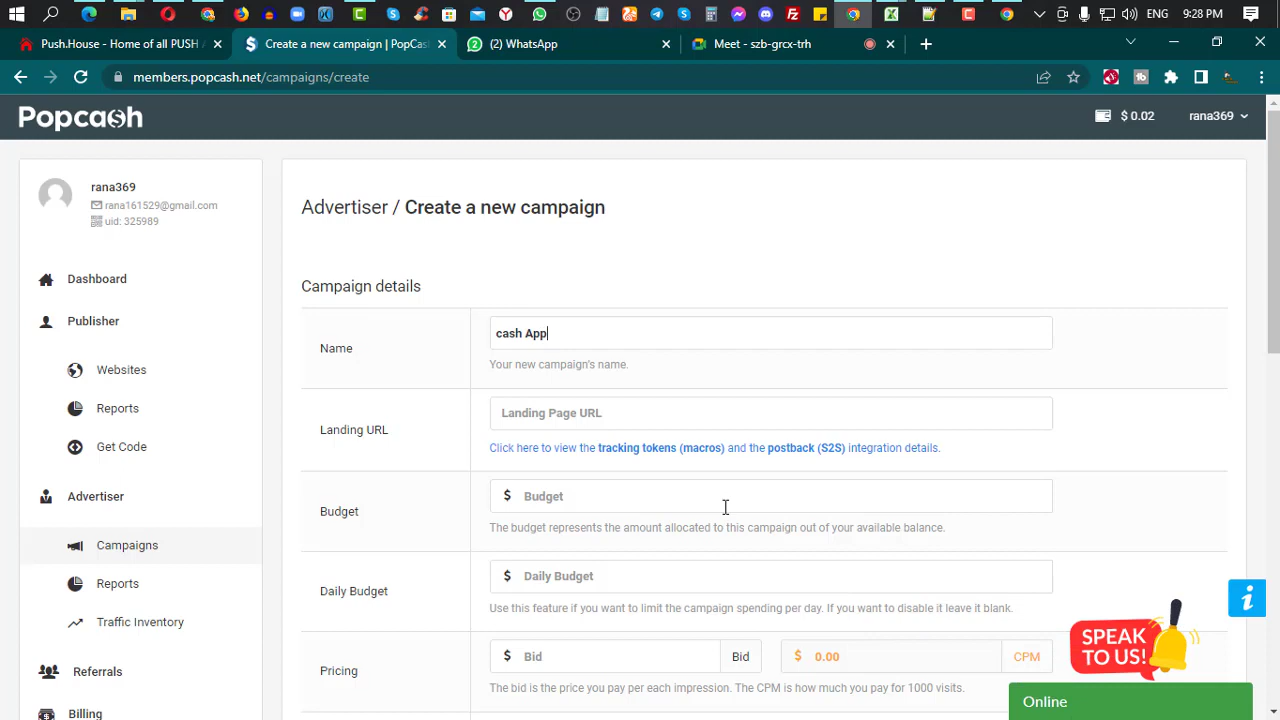 ENG
9:28 PM
Push.House - Home of all PUSH A
Create a new campaign | PopCas
(2) WhatsApp
Meet - szb-grcx-trh
members.popcash.net/campaigns/create
Popcash
$ 0.02
rana369
rana369
rana161529@gmail.com
uid: 325989
Dashboard
Publisher
Websites
Reports
Get Code
Advertiser
Campaigns
Reports
Traffic Inventory
Referrals
Billing
Advertiser / Create a new campaign
Campaign details
Name
cash App
Your new campaign's name.
Landing URL
Landing Page URL
Click here to view the tracking tokens (macros) and the postback (S2S) integration details.
Budget
$ Budget
The budget represents the amount allocated to this campaign out of your available balance.
Daily Budget
$ Daily Budget
Use this feature if you want to limit the campaign spending per day. If you want to disable it leave it blank.
Pricing
$ Bid Bid $ 0.00 CPM
The bid is the price you pay per each impression. The CPM is how much you pay for 1000 visits.
SPEAK
TO US!
Online